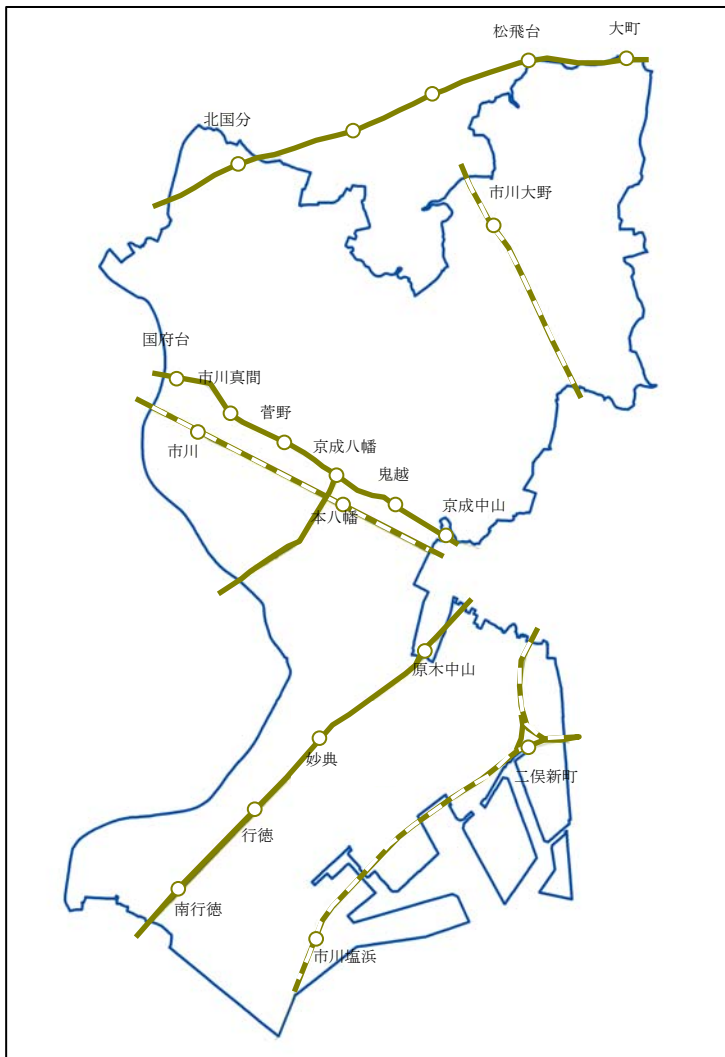 大町
松飛台
北国分
市川大野
国府台
市川真間
菅野
市川
京成八幡
鬼越
本八幡
京成中山
原木中山
妙典
二俣新町
行徳
南行徳
市川塩浜